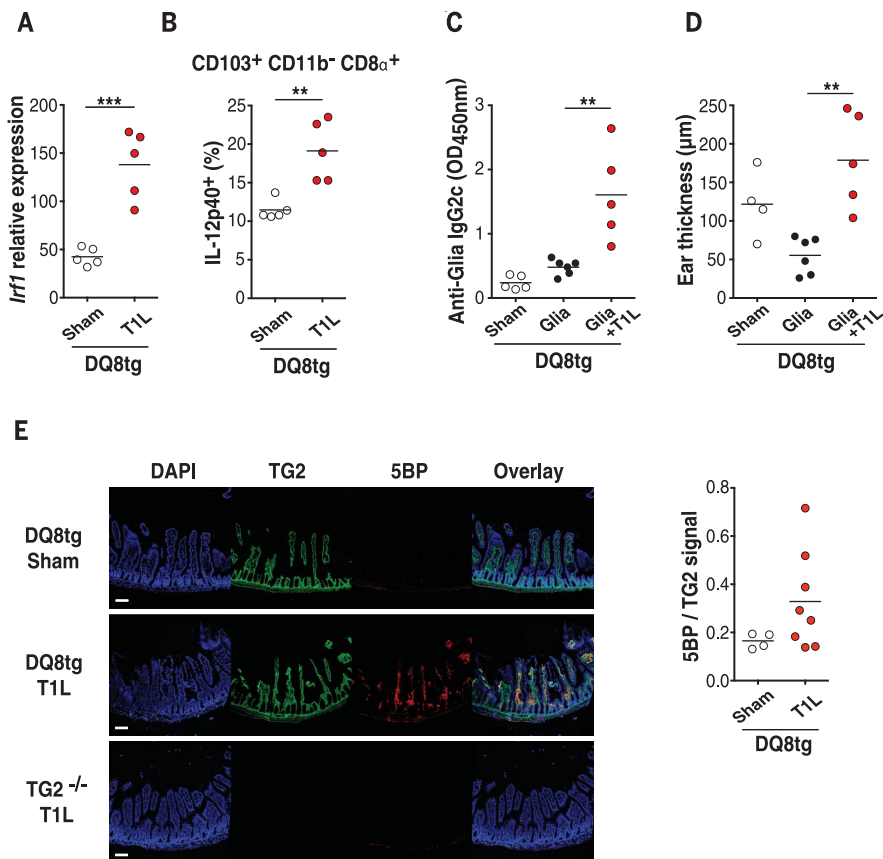 A
Irf1 relative expression
200
150
100
50
0
***
Sham
T1L
DQ8tg
B
CD103+ CD11b- CD8α+
IL-12p40+ (%)
25
20
15
10
5
0
**
Sham
T1L
DQ8tg
C
Anti-Glia IgG2c (OD450nm)
3
2
1
0
**
Sham
Glia
Glia
+T1L
DQ8tg
D
Ear thickness (µm)
250
200
150
100
50
0
**
Sham
Glia
Glia
+T1L
DQ8tg
E
DAPI TG2 5BP Overlay
DQ8tg
Sham
DQ8tg
T1L
TG2 -/-
T1L
5BP / TG2 signal
0.8
0.6
0.4
0.2
0
Sham
T1L
DQ8tg